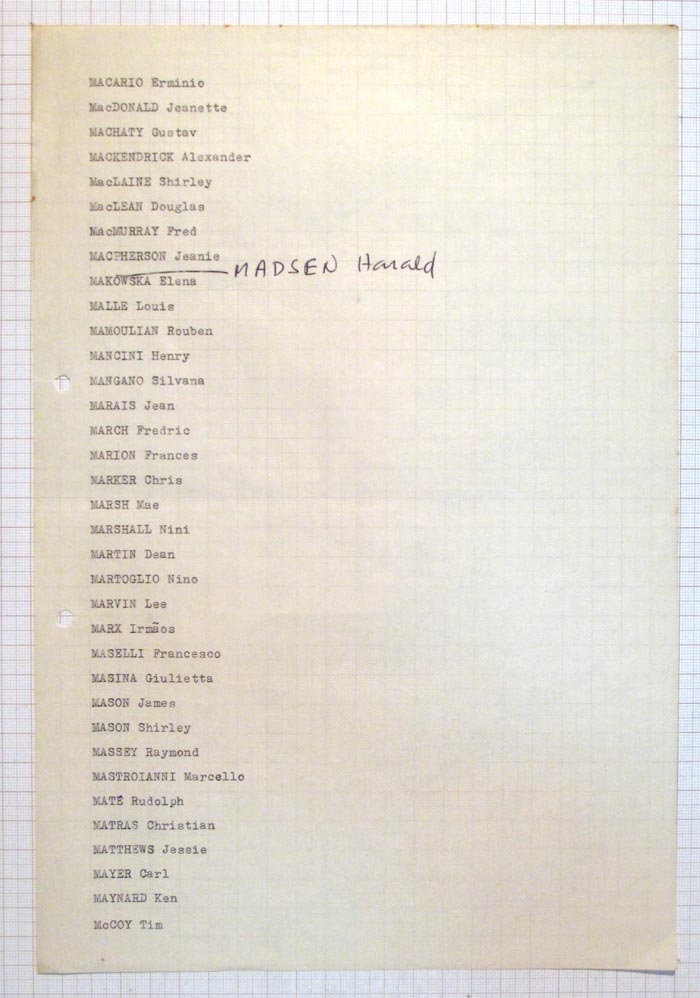 MACARIO Erminio
MacDONALD Jeanette
MACHATY Gustav
MACKENDRICK Alexander
MacLAINE Shirley
MacLEAN Douglas
MacMURRAY Fred
MACPHERSON Jeanie
MADSEN Harald
MAKOWSKA Elena
MALLE Louis
MAMOULIAN Rouben
MANCINI Henry
MANGANO Silvana
MARAIS Jean
MARCH Fredric
MARION Frances
MARKER Chris
MARSH Mae
MARSHALL Nini
MARTIN Dean
MARTOGLIO Nino
MARVIN Lee
MARX Irmãos
MASELLI Francesco
MASINA Giulietta
MASON James
MASON Shirley
MASSEY Raymond
MASTROIANNI Marcello
MATÉ Rudolph
MATRAS Christian
MATTHEWS Jessie
MAYER Carl
MAYNARD Ken
McCOY Tim